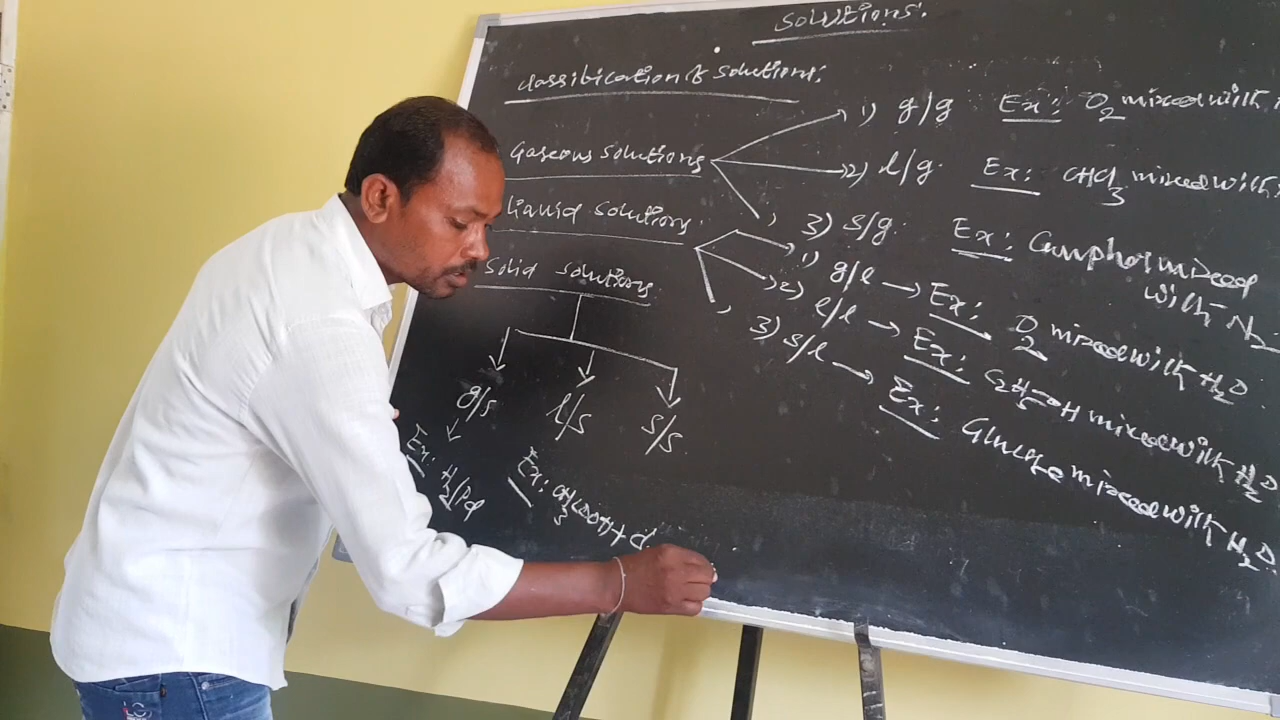 Solutions.
Classification of Solutions:
Gaseous Solutions
1) g/g Ex: O2 mixed with
2) l/g. Ex: CHCl3 mixed with
3) s/g. Ex: Camphor mixed with N2
Liquid Solutions.
1) g/l → Ex: O2 mixed with H2O.
2) l/l → Ex: C2H5OH mixed with H2O
3) s/l → Ex: Glucose mixed with H2O.
Solid Solutions.
g/s l/s s/s
Ex: H2/Pd
Ex: CH3COOH+